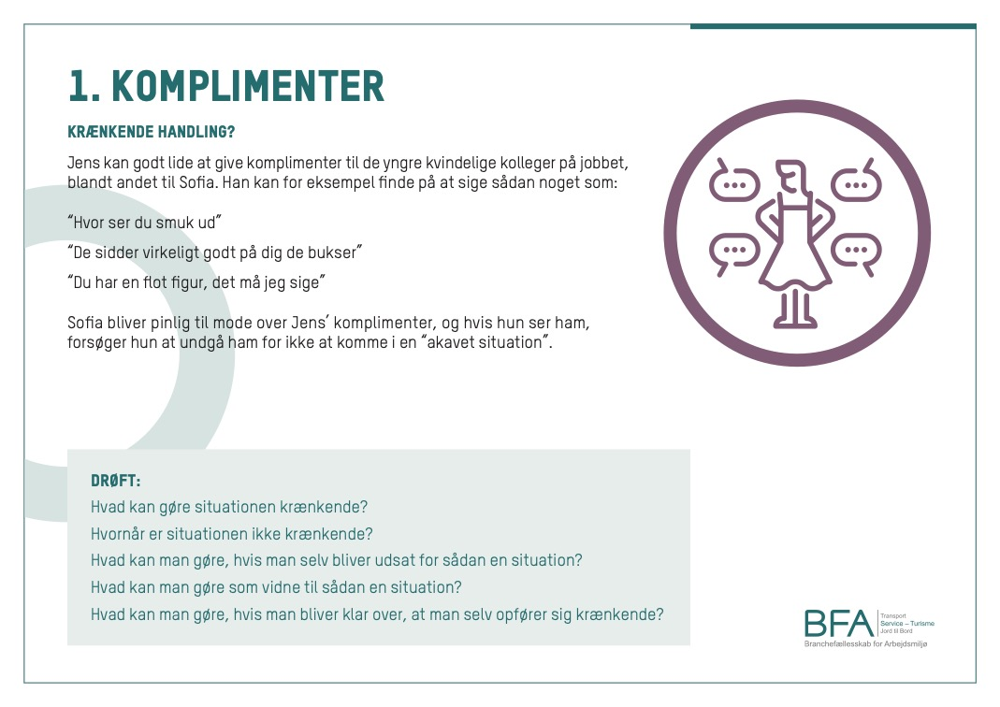 1. KOMPLIMENTER
KRÆNKENDE HANDLING?
Jens kan godt lide at give komplimenter til de yngre kvindelige kolleger på jobbet,
blandt andet til Sofia. Han kan for eksempel finde på at sige sådan noget som:
“Hvor ser du smuk ud”
“De sidder virkeligt godt på dig de bukser”
“Du har en flot figur, det må jeg sige”
Sofia bliver pinlig til mode over Jens’ komplimenter, og hvis hun ser ham,
forsøger hun at undgå ham for ikke at komme i en “akavet situation”.
DRØFT:
Hvad kan gøre situationen krænkende?
Hvornår er situationen ikke krænkende?
Hvad kan man gøre, hvis man selv bliver udsat for sådan en situation?
Hvad kan man gøre som vidne til sådan en situation?
Hvad kan man gøre, hvis man bliver klar over, at man selv opfører sig krænkende?
BFA
Transport
Service – Turisme
Jord til Bord
Branchefællesskab for Arbejdsmiljø